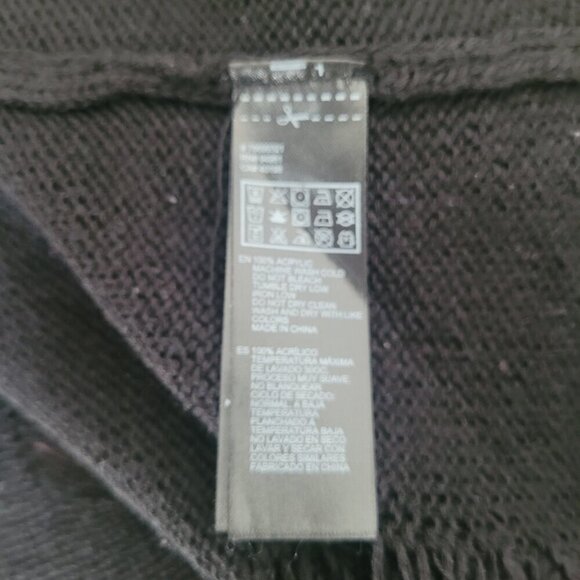 EN 100% ACRYLIC
MACHINE WASH COLD
DO NOT BLEACH
TUMBLE DRY LOW
IRON LOW
DO NOT DRY CLEAN
WASH AND DRY WITH LIKE
COLORS
MADE IN CHINA
ES 100% ACRÍLICO
TEMPERATURA MÁXIMA
DE LAVADO 30ºC,
PROCESO MUY SUAVE
NO BLANQUEAR
CICLO DE SECADO:
NORMAL, A BAJA
TEMPERATURA
PLANCHADO A
TEMPERATURA BAJA
NO LAVADO EN SECO
LAVAR Y SECAR CON
COLORES SIMILARES
FABRICADO EN CHINA